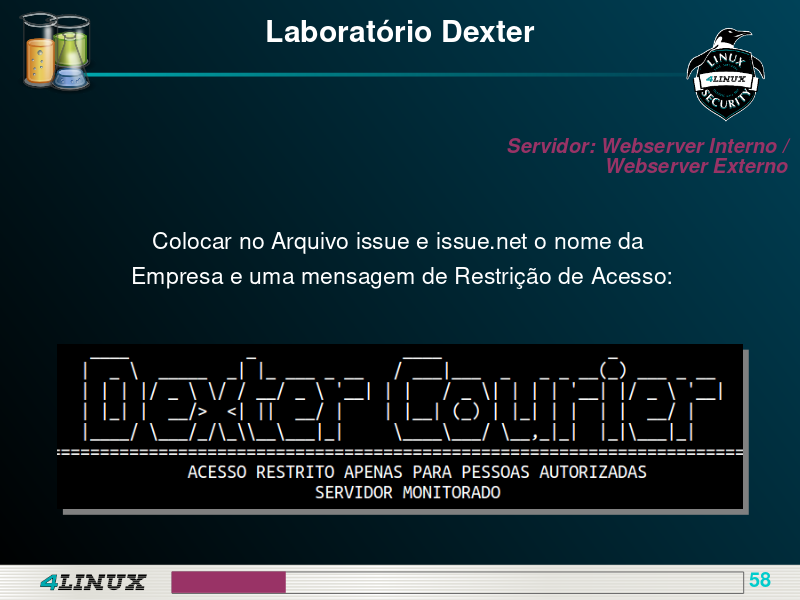 Laboratório Dexter
LINUX
4LINUX
SECURITY
Servidor: Webserver Interno /
Webserver Externo
Colocar no Arquivo issue e issue.net o nome da
Empresa e uma mensagem de Restrição de Acesso:
Dexter Courier
ACESSO RESTRITO APENAS PARA PESSOAS AUTORIZADAS
SERVIDOR MONITORADO
4LINUX
58